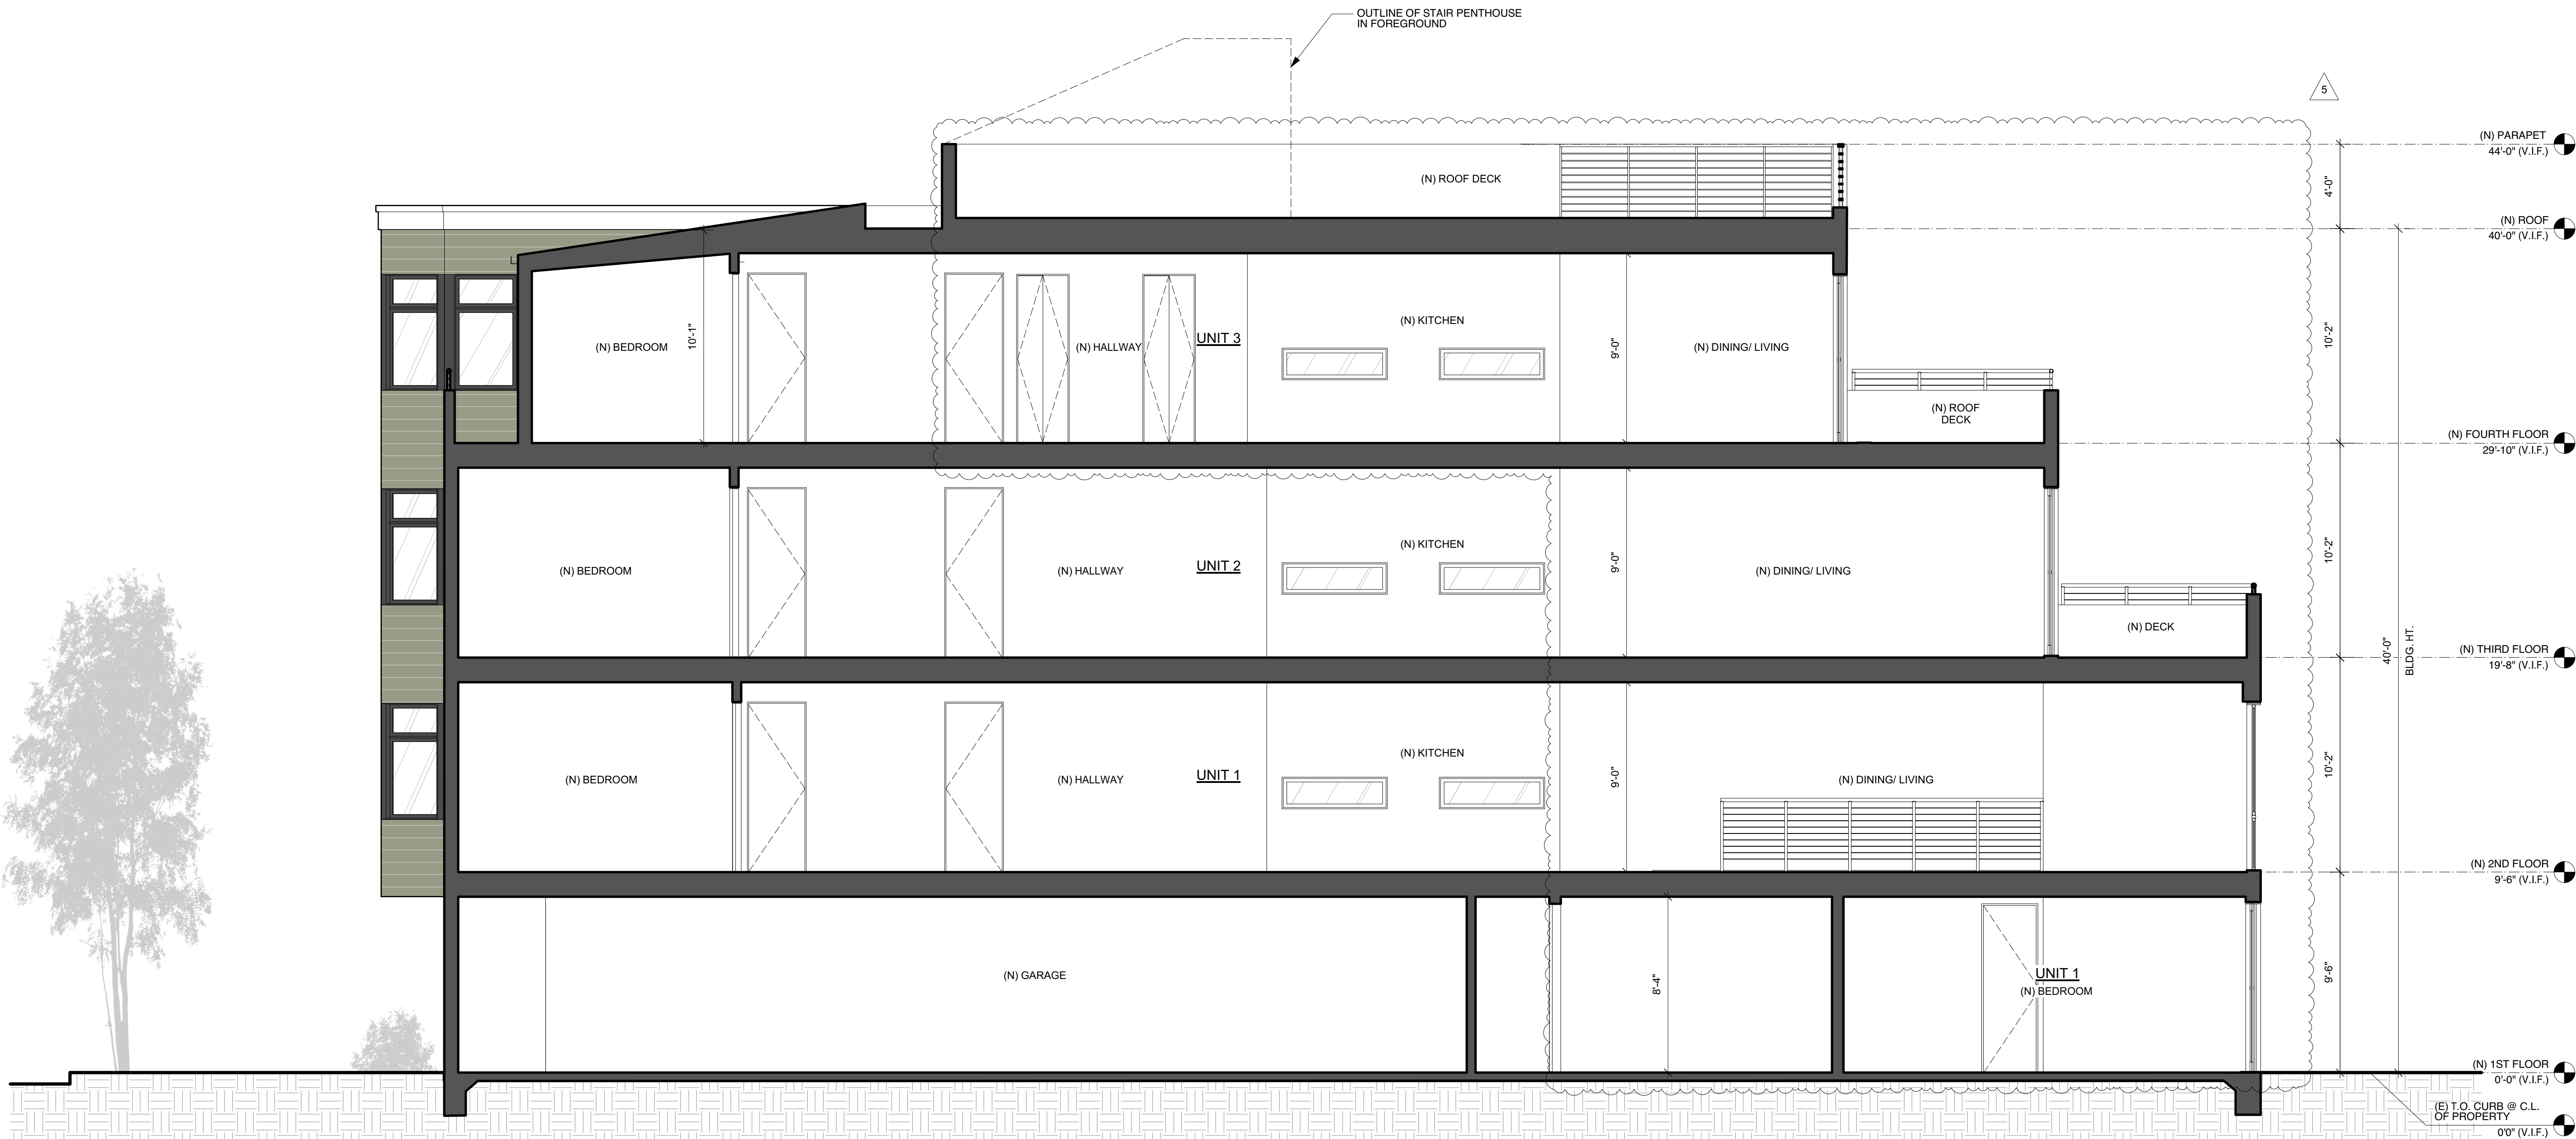 OUTLINE OF STAIR PENTHOUSE
IN FOREGROUND
5
(N) PARAPET
44'-0" (V.I.F.)
4'-0"
(N) ROOF DECK
(N) ROOF
40'-0" (V.I.F.)
(N) BEDROOM
10'-1"
(N) HALLWAY
UNIT 3
(N) KITCHEN
9'-0"
(N) DINING/ LIVING
10'-2"
(N) ROOF
DECK
(N) FOURTH FLOOR
29'-10" (V.I.F.)
(N) BEDROOM
(N) HALLWAY
UNIT 2
(N) KITCHEN
9'-0"
(N) DINING/ LIVING
10'-2"
(N) DECK
40'-0"
BLDG. HT.
(N) THIRD FLOOR
19'-8" (V.I.F.)
(N) BEDROOM
(N) HALLWAY
UNIT 1
(N) KITCHEN
9'-0"
(N) DINING/ LIVING
10'-2"
(N) 2ND FLOOR
9'-6" (V.I.F.)
(N) GARAGE
8'-4"
UNIT 1
(N) BEDROOM
9'-6"
(N) 1ST FLOOR
0'-0" (V.I.F.)
(E) T.O. CURB @ C.L.
OF PROPERTY
0'0" (V.I.F.)